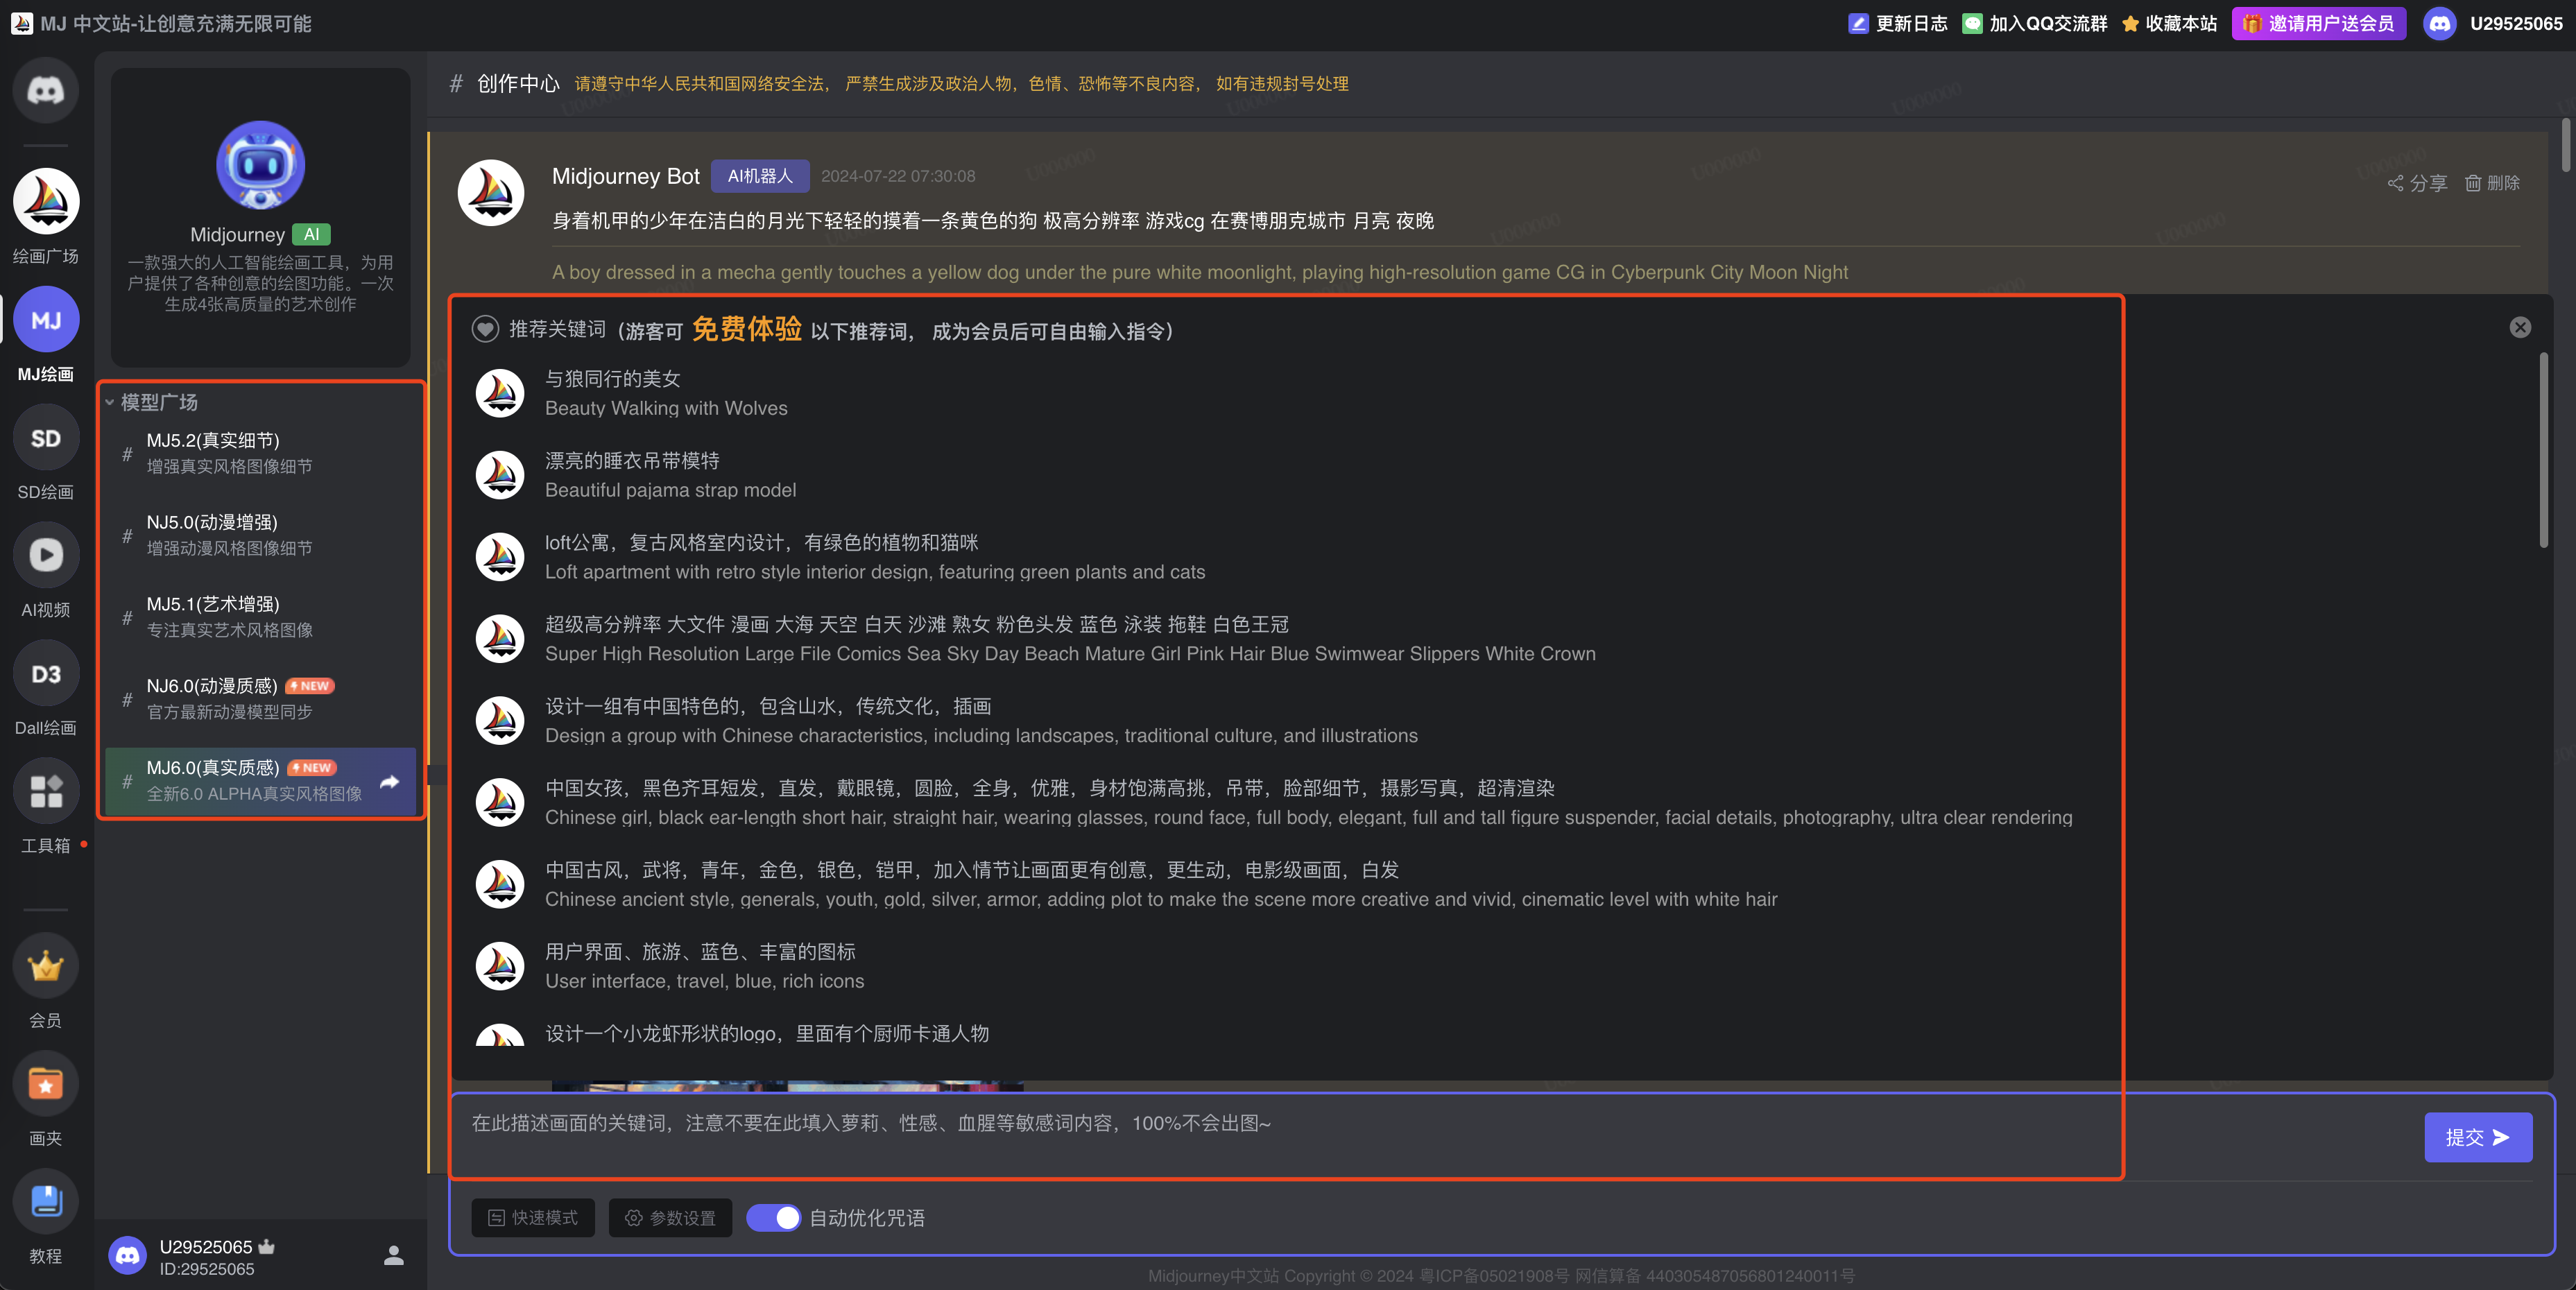 MJ 中文站-让创意充满无限可能
更新日志
加入QQ交流群
收藏本站
邀请用户送会员
U29525065
绘画广场
MJ
MJ绘画
SD
SD绘画
AI视频
D3
Dall绘画
工具箱
会员
画夹
教程
Midjourney AI
一款强大的人工智能绘画工具，为用
户提供了各种创意的绘图功能。一次
生成4张高质量的艺术创作
模型广场
# MJ5.2(真实细节)
增强真实风格图像细节
# NJ5.0(动漫增强)
增强动漫风格图像细节
# MJ5.1(艺术增强)
专注真实艺术风格图像
# NJ6.0(动漫质感) NEW
官方最新动漫模型同步
# MJ6.0(真实质感) NEW
全新6.0 ALPHA真实风格图像
U29525065
ID:29525065
# 创作中心 请遵守中华人民共和国网络安全法， 严禁生成涉及政治人物，色情、恐怖等不良内容， 如有违规封号处理
U000000
Midjourney Bot AI机器人 2024-07-22 07:30:08
分享 删除
身着机甲的少年在洁白的月光下轻轻的摸着一条黄色的狗 极高分辨率 游戏cg 在赛博朋克城市 月亮 夜晚
A boy dressed in a mecha gently touches a yellow dog under the pure white moonlight, playing high-resolution game CG in Cyberpunk City Moon Night
推荐关键词（游客可 免费体验 以下推荐词， 成为会员后可自由输入指令）
与狼同行的美女
Beauty Walking with Wolves
漂亮的睡衣吊带模特
Beautiful pajama strap model
loft公寓，复古风格室内设计，有绿色的植物和猫咪
Loft apartment with retro style interior design, featuring green plants and cats
超级高分辨率 大文件 漫画 大海 天空 白天 沙滩 熟女 粉色头发 蓝色 泳装 拖鞋 白色王冠
Super High Resolution Large File Comics Sea Sky Day Beach Mature Girl Pink Hair Blue Swimwear Slippers White Crown
设计一组有中国特色的，包含山水，传统文化，插画
Design a group with Chinese characteristics, including landscapes, traditional culture, and illustrations
中国女孩，黑色齐耳短发，直发，戴眼镜，圆脸，全身，优雅，身材饱满高挑，吊带，脸部细节，摄影写真，超清渲染
Chinese girl, black ear-length short hair, straight hair, wearing glasses, round face, full body, elegant, full and tall figure suspender, facial details, photography, ultra clear rendering
中国古风，武将，青年，金色，银色，铠甲，加入情节让画面更有创意，更生动，电影级画面，白发
Chinese ancient style, generals, youth, gold, silver, armor, adding plot to make the scene more creative and vivid, cinematic level with white hair
用户界面、旅游、蓝色、丰富的图标
User interface, travel, blue, rich icons
设计一个小龙虾形状的logo，里面有个厨师卡通人物
在此描述画面的关键词，注意不要在此填入萝莉、性感、血腥等敏感词内容，100%不会出图~
提交
快速模式
参数设置
自动优化咒语
Midjourney中文站 Copyright © 2024 粤ICP备05021908号 网信算备 440305487056801240011号